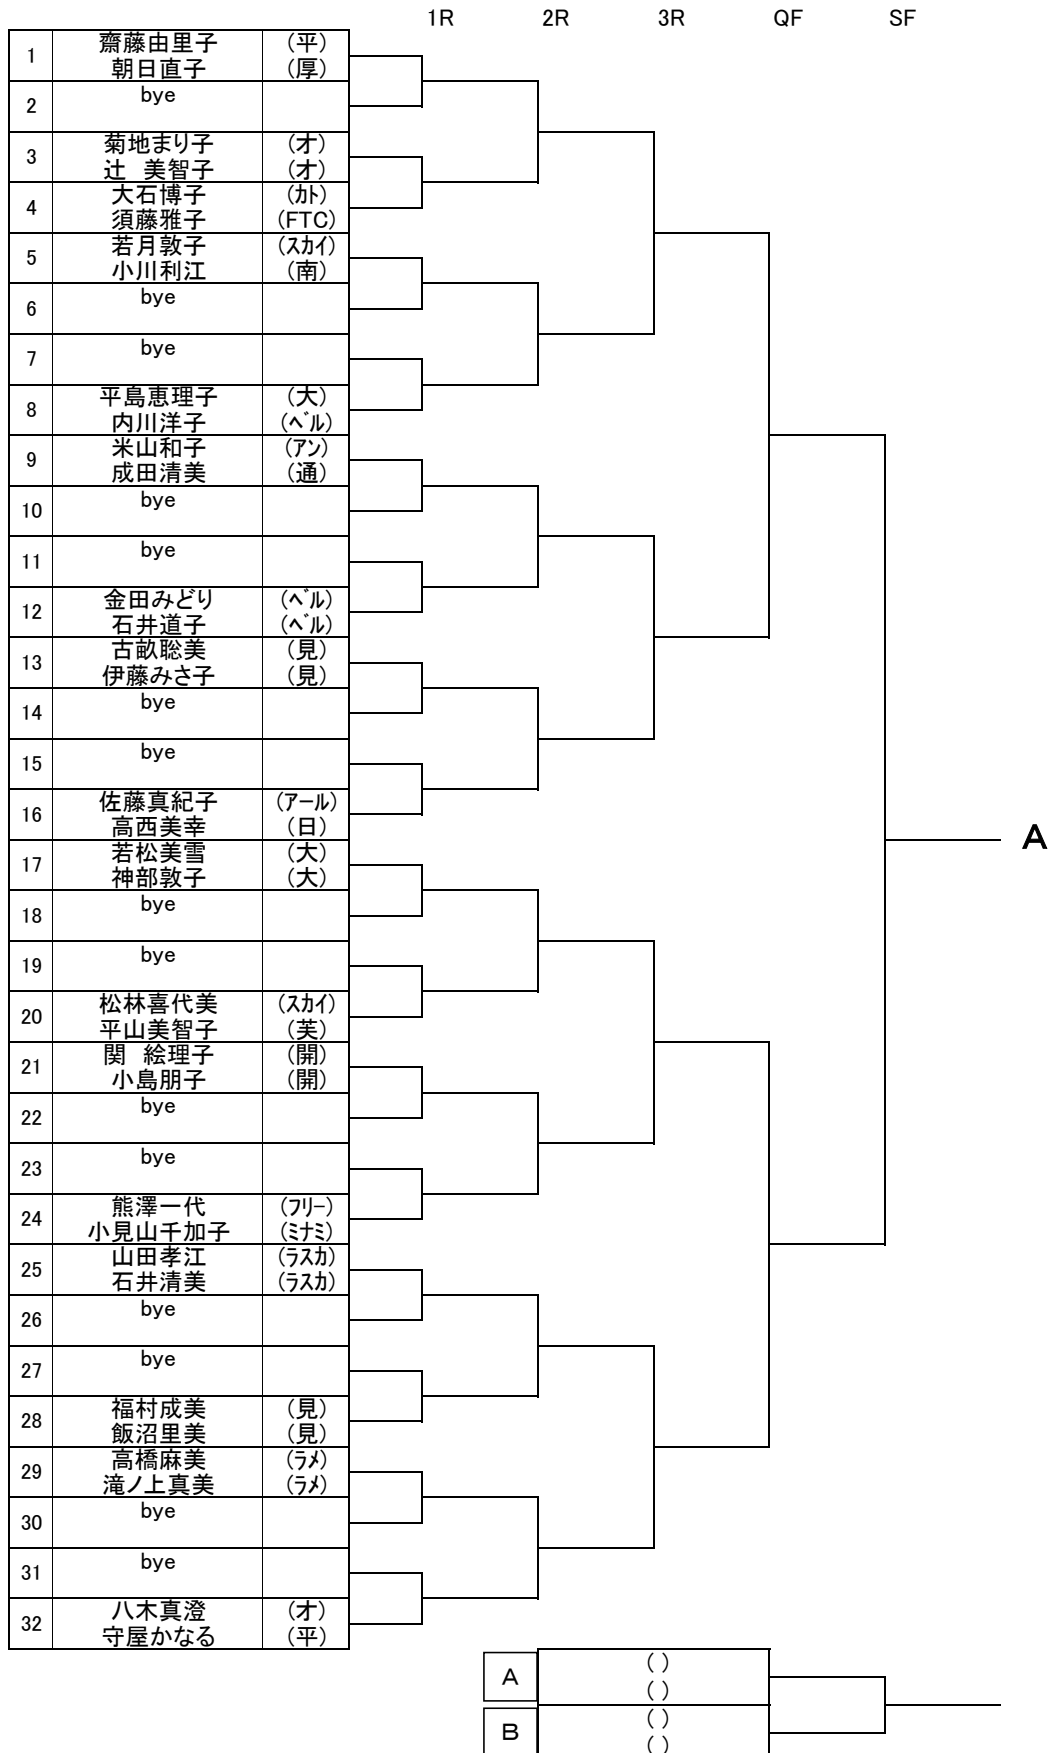 1R 2R 3R QF SF
1 齋藤由里子 (平)
朝日直子 (厚)
2 bye
3 菊地まり子 (オ)
辻 美智子 (オ)
4 大石博子 (ｶﾄ)
須藤雅子 (FTC)
5 若月敦子 (ｽｶｲ)
小川利江 (南)
6 bye
7 bye
8 平島恵理子 (大)
内川洋子 (ﾍﾞﾙ)
9 米山和子 (ｱﾝ)
成田清美 (通)
10 bye
11 bye
12 金田みどり (ﾍﾞﾙ)
石井道子 (ﾍﾞﾙ)
13 古畝聡美 (見)
伊藤みさ子 (見)
14 bye
15 bye
16 佐藤真紀子 (ｱｰﾙ)
高西美幸 (日)
17 若松美雪 (大)
神部敦子 (大)
18 bye
19 bye
20 松林喜代美 (ｽｶｲ)
平山美智子 (芙)
21 関 絵理子 (開)
小島朋子 (開)
22 bye
23 bye
24 熊澤一代 (ﾌﾘｰ)
小見山千加子 (ﾐﾅﾐ)
25 山田孝江 (ﾗｽｶ)
石井清美 (ﾗｽｶ)
26 bye
27 bye
28 福村成美 (見)
飯沼里美 (見)
29 高橋麻美 (ﾗﾒ)
滝ノ上真美 (ﾗﾒ)
30 bye
31 bye
32 八木真澄 (オ)
守屋かなる (平)
A
A ( )
( )
B ( )
( )